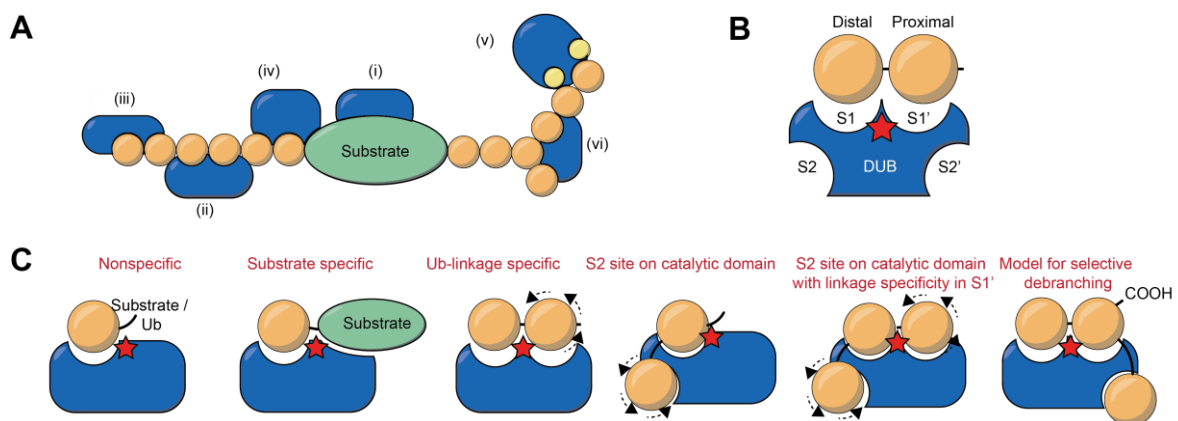 A
(iii)
(iv)
(i)
(v)
Substrate
(ii)
(vi)
B
Distal Proximal
S1 S1'
S2 DUB S2'
C
Nonspecific
Substrate /
Ub
Substrate specific
Substrate
Ub-linkage specific
S2 site on catalytic domain
S2 site on catalytic domain
with linkage specificity in S1'
Model for selective
debranching
COOH